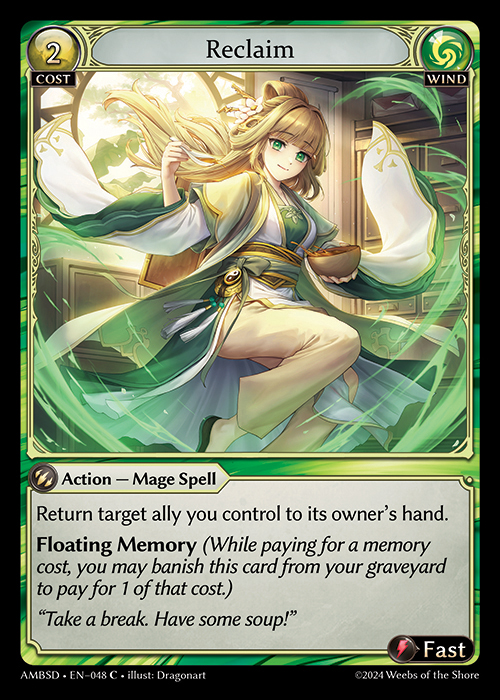 2
Reclaim
COST
WIND
Action — Mage Spell
Return target ally you control to its owner's hand.
Floating Memory (While paying for a memory
cost, you may banish this card from your graveyard
to pay for 1 of that cost.)
“Take a break. Have some soup!”
Fast
AMBSD • EN–048 C • illust: Dragonart
©2024 Weebs of the Shore